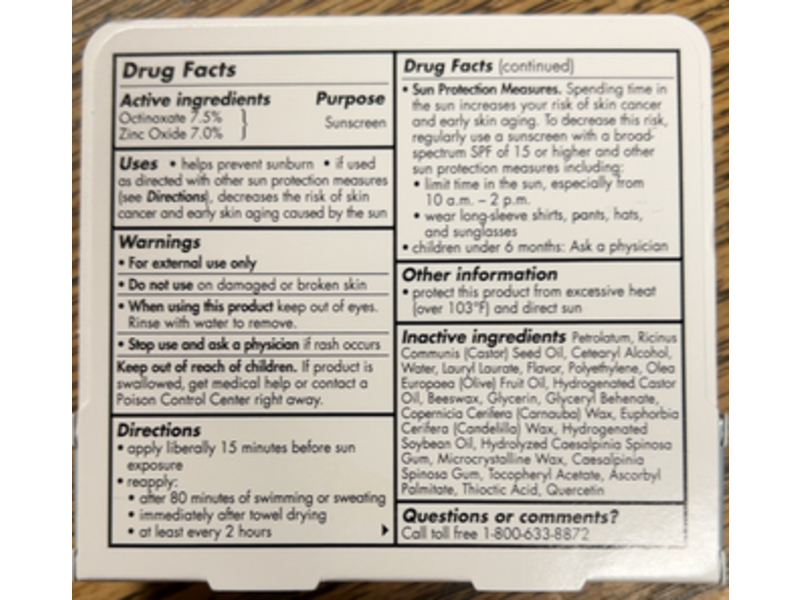 Drug Facts
Active ingredients Purpose
Octinoxate 7.5%
Zinc Oxide 7.0%
Sunscreen
Uses • helps prevent sunburn • if used
as directed with other sun protection measures
(see Directions), decreases the risk of skin
cancer and early skin aging caused by the sun
Warnings
• For external use only
• Do not use on damaged or broken skin
• When using this product keep out of eyes.
Rinse with water to remove.
• Stop use and ask a physician if rash occurs
Keep out of reach of children. If product is
swallowed, get medical help or contact a
Poison Control Center right away.
Directions
• apply liberally 15 minutes before sun
exposure
• reapply:
• after 80 minutes of swimming or sweating
• immediately after towel drying
• at least every 2 hours
Drug Facts (continued)
• Sun Protection Measures. Spending time in
the sun increases your risk of skin cancer
and early skin aging. To decrease this risk,
regularly use a sunscreen with a broad-
spectrum SPF of 15 or higher and other
sun protection measures including:
• limit time in the sun, especially from
10 a.m. – 2 p.m.
• wear long-sleeve shirts, pants, hats,
and sunglasses
• children under 6 months: Ask a physician
Other information
• protect this product from excessive heat
(over 103°F) and direct sun
Inactive ingredients Petrolatum, Ricinus
Communis (Castor) Seed Oil, Cetearyl Alcohol,
Water, Lauryl Laurate, Flavor, Polyethylene, Olea
Europaea (Olive) Fruit Oil, Hydrogenated Castor
Oil, Beeswax, Glycerin, Glyceryl Behenate,
Copernicia Cerifera (Carnauba) Wax, Euphorbia
Cerifera (Candelilla) Wax, Hydrogenated
Soybean Oil, Hydrolyzed Caesalpinia Spinosa
Gum, Microcrystalline Wax, Caesalpinia
Spinosa Gum, Tocopheryl Acetate, Ascorbyl
Palmitate, Thioctic Acid, Quercetin
Questions or comments?
Call toll free 1-800-633-8872